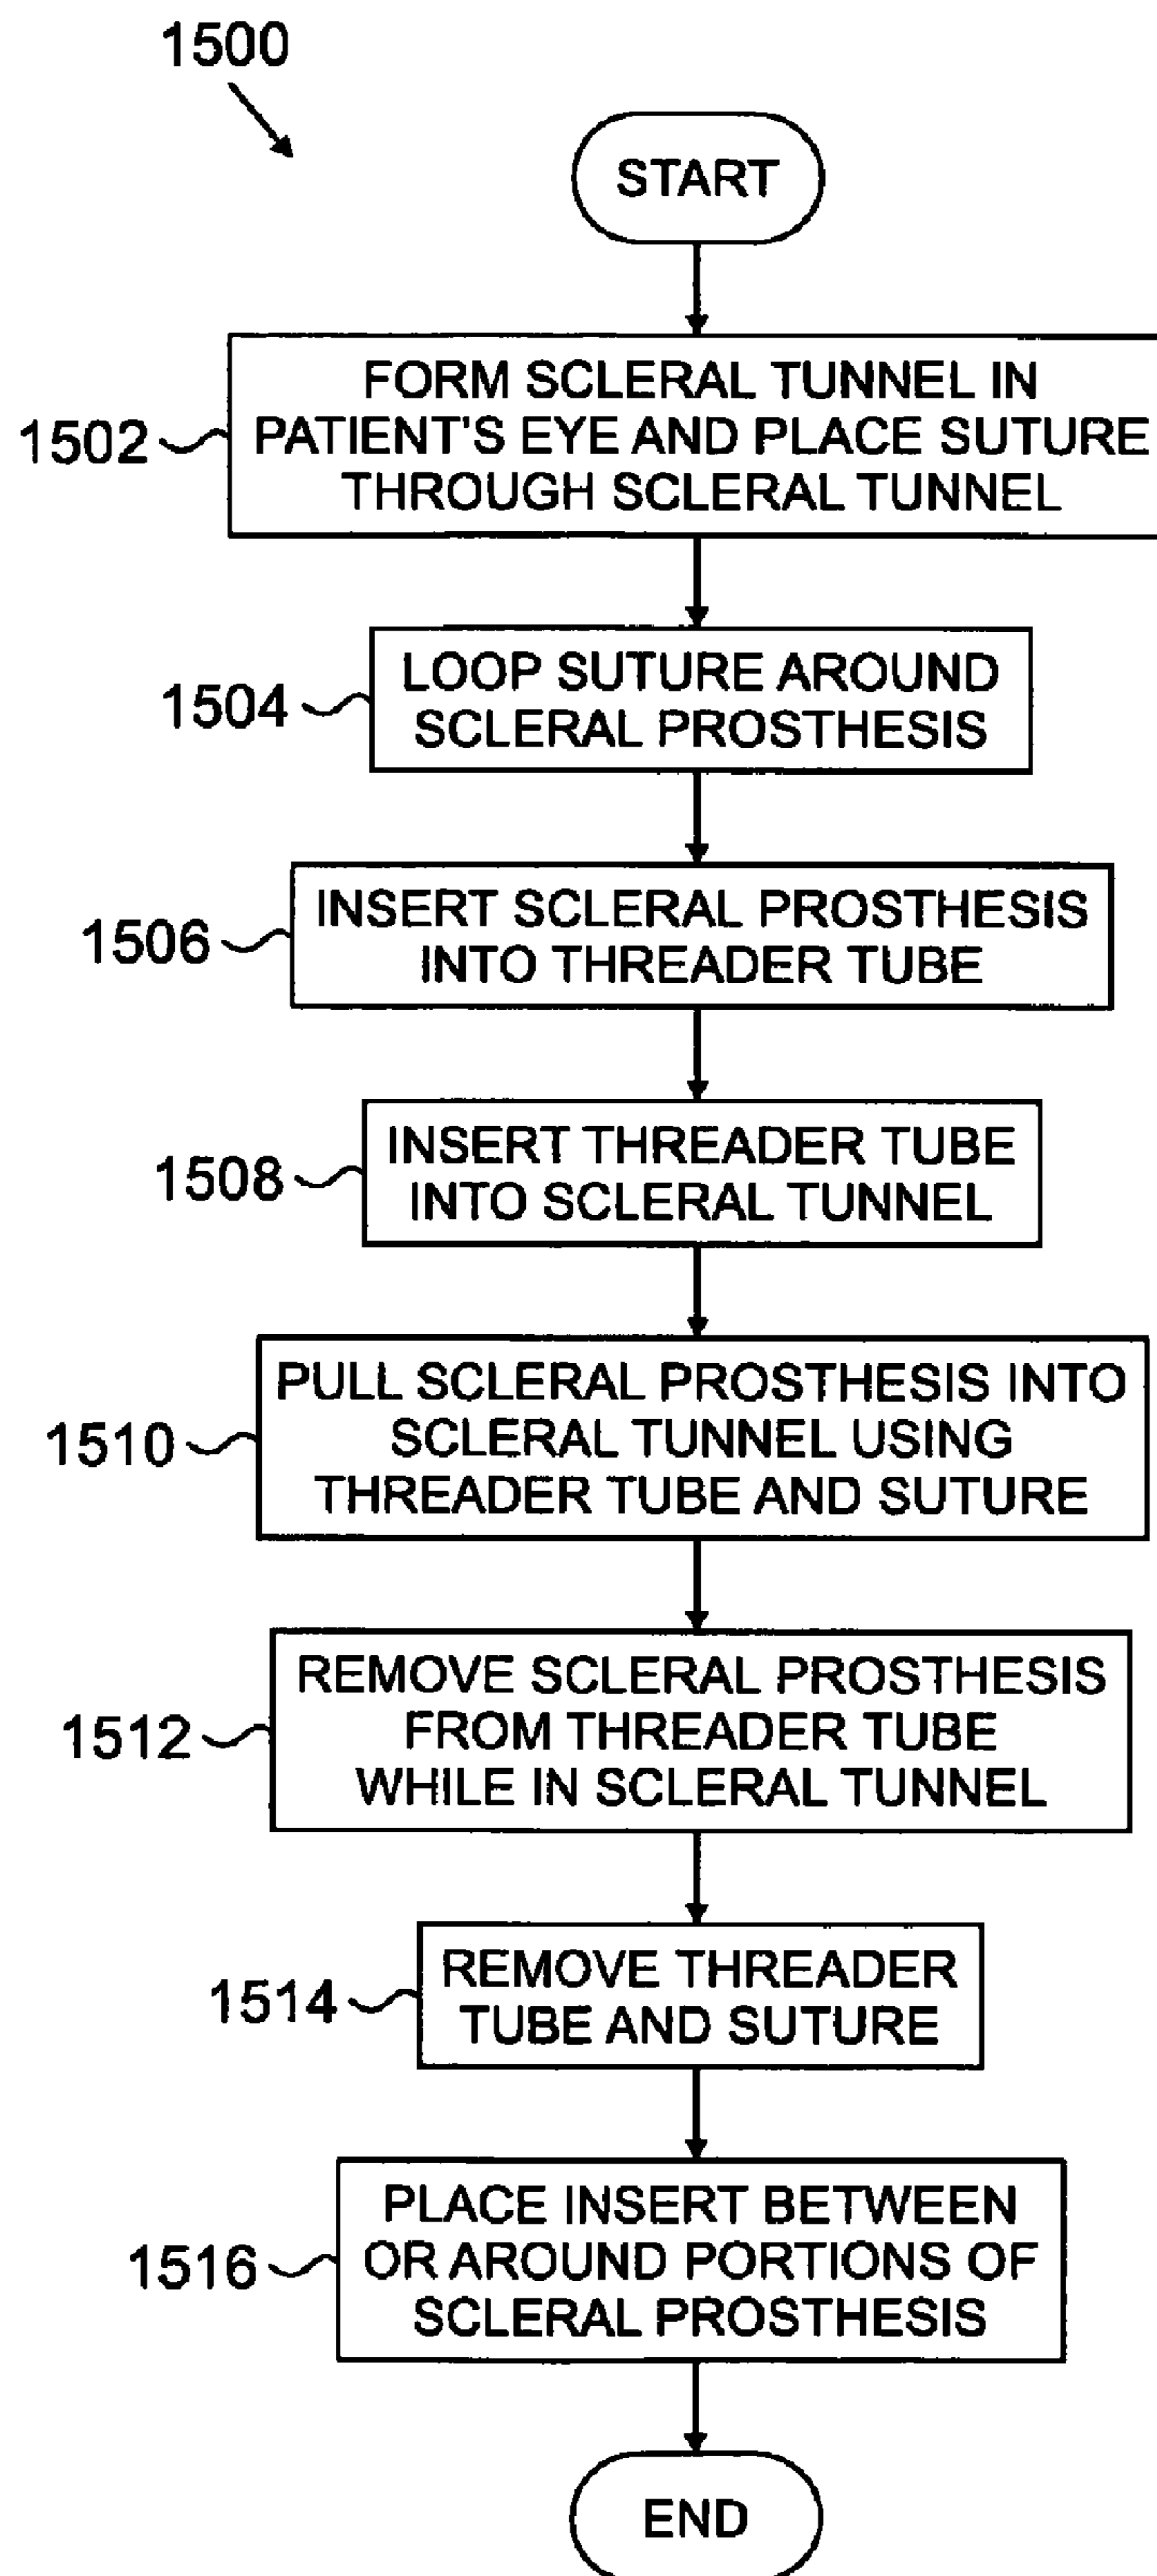 1500
START
1502
FORM SCLERAL TUNNEL IN
PATIENT'S EYE AND PLACE SUTURE
THROUGH SCLERAL TUNNEL
1504
LOOP SUTURE AROUND
SCLERAL PROSTHESIS
1506
INSERT SCLERAL PROSTHESIS
INTO THREADER TUBE
1508
INSERT THREADER TUBE
INTO SCLERAL TUNNEL
1510
PULL SCLERAL PROSTHESIS INTO
SCLERAL TUNNEL USING
THREADER TUBE AND SUTURE
1512
REMOVE SCLERAL PROSTHESIS
FROM THREADER TUBE
WHILE IN SCLERAL TUNNEL
1514
REMOVE THREADER
TUBE AND SUTURE
1516
PLACE INSERT BETWEEN
OR AROUND PORTIONS OF
SCLERAL PROSTHESIS
END